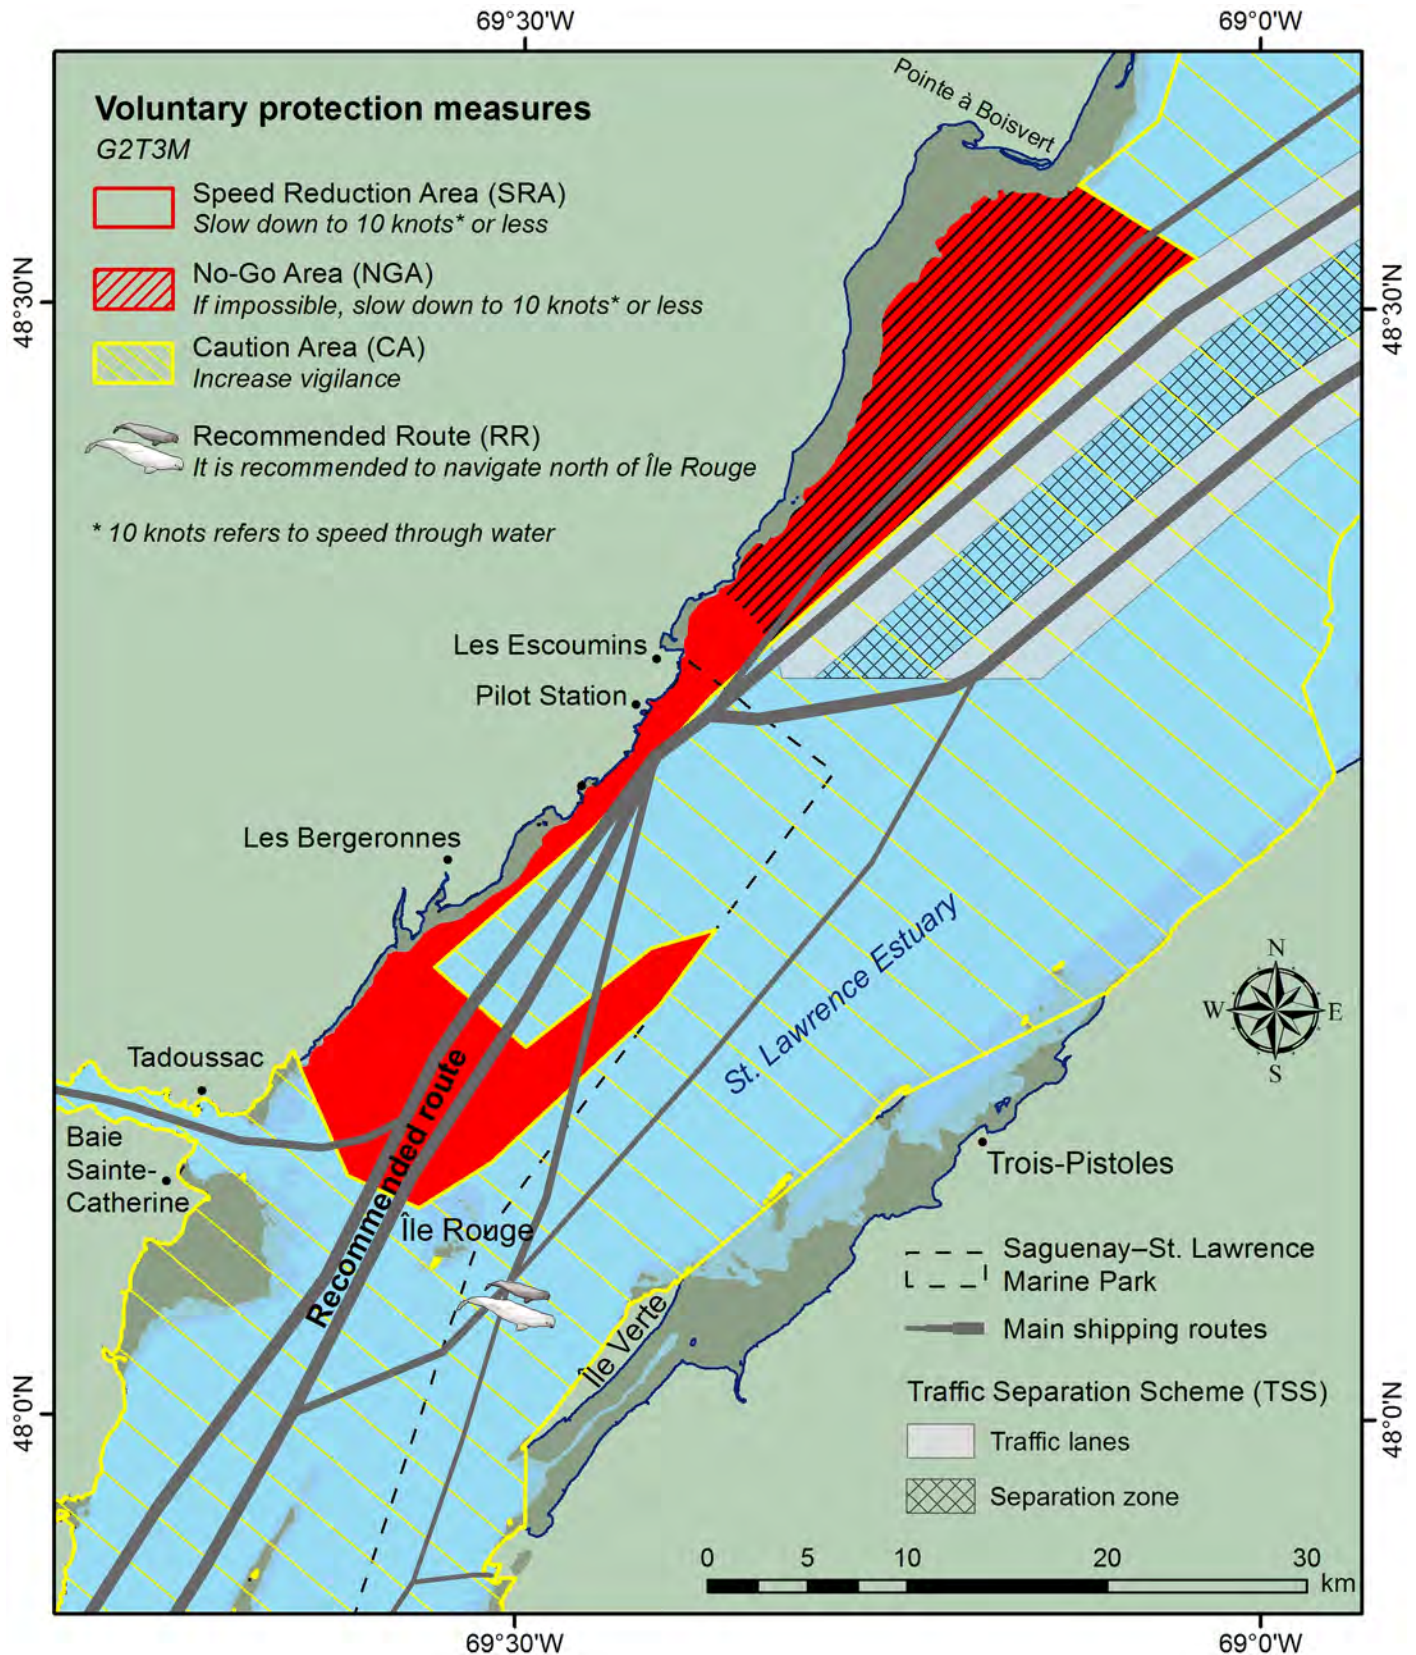 69°30'W
69°0'W
Pointe à Boisvert
Voluntary protection measures
G2T3M
Speed Reduction Area (SRA)
Slow down to 10 knots* or less
No-Go Area (NGA)
If impossible, slow down to 10 knots* or less
Caution Area (CA)
Increase vigilance
Recommended Route (RR)
It is recommended to navigate north of Île Rouge
* 10 knots refers to speed through water
48°30'N
48°30'N
Les Escoumins
Pilot Station
Les Bergeronnes
St. Lawrence Estuary
N
W
E
S
Tadoussac
Baie
Sainte-
Catherine
Recommended route
Île Rouge
Île Verte
Trois-Pistoles
Saguenay–St. Lawrence
Marine Park
Main shipping routes
Traffic Separation Scheme (TSS)
Traffic lanes
Separation zone
48°0'N
48°0'N
0 5 10 20 30
km
69°30'W
69°0'W